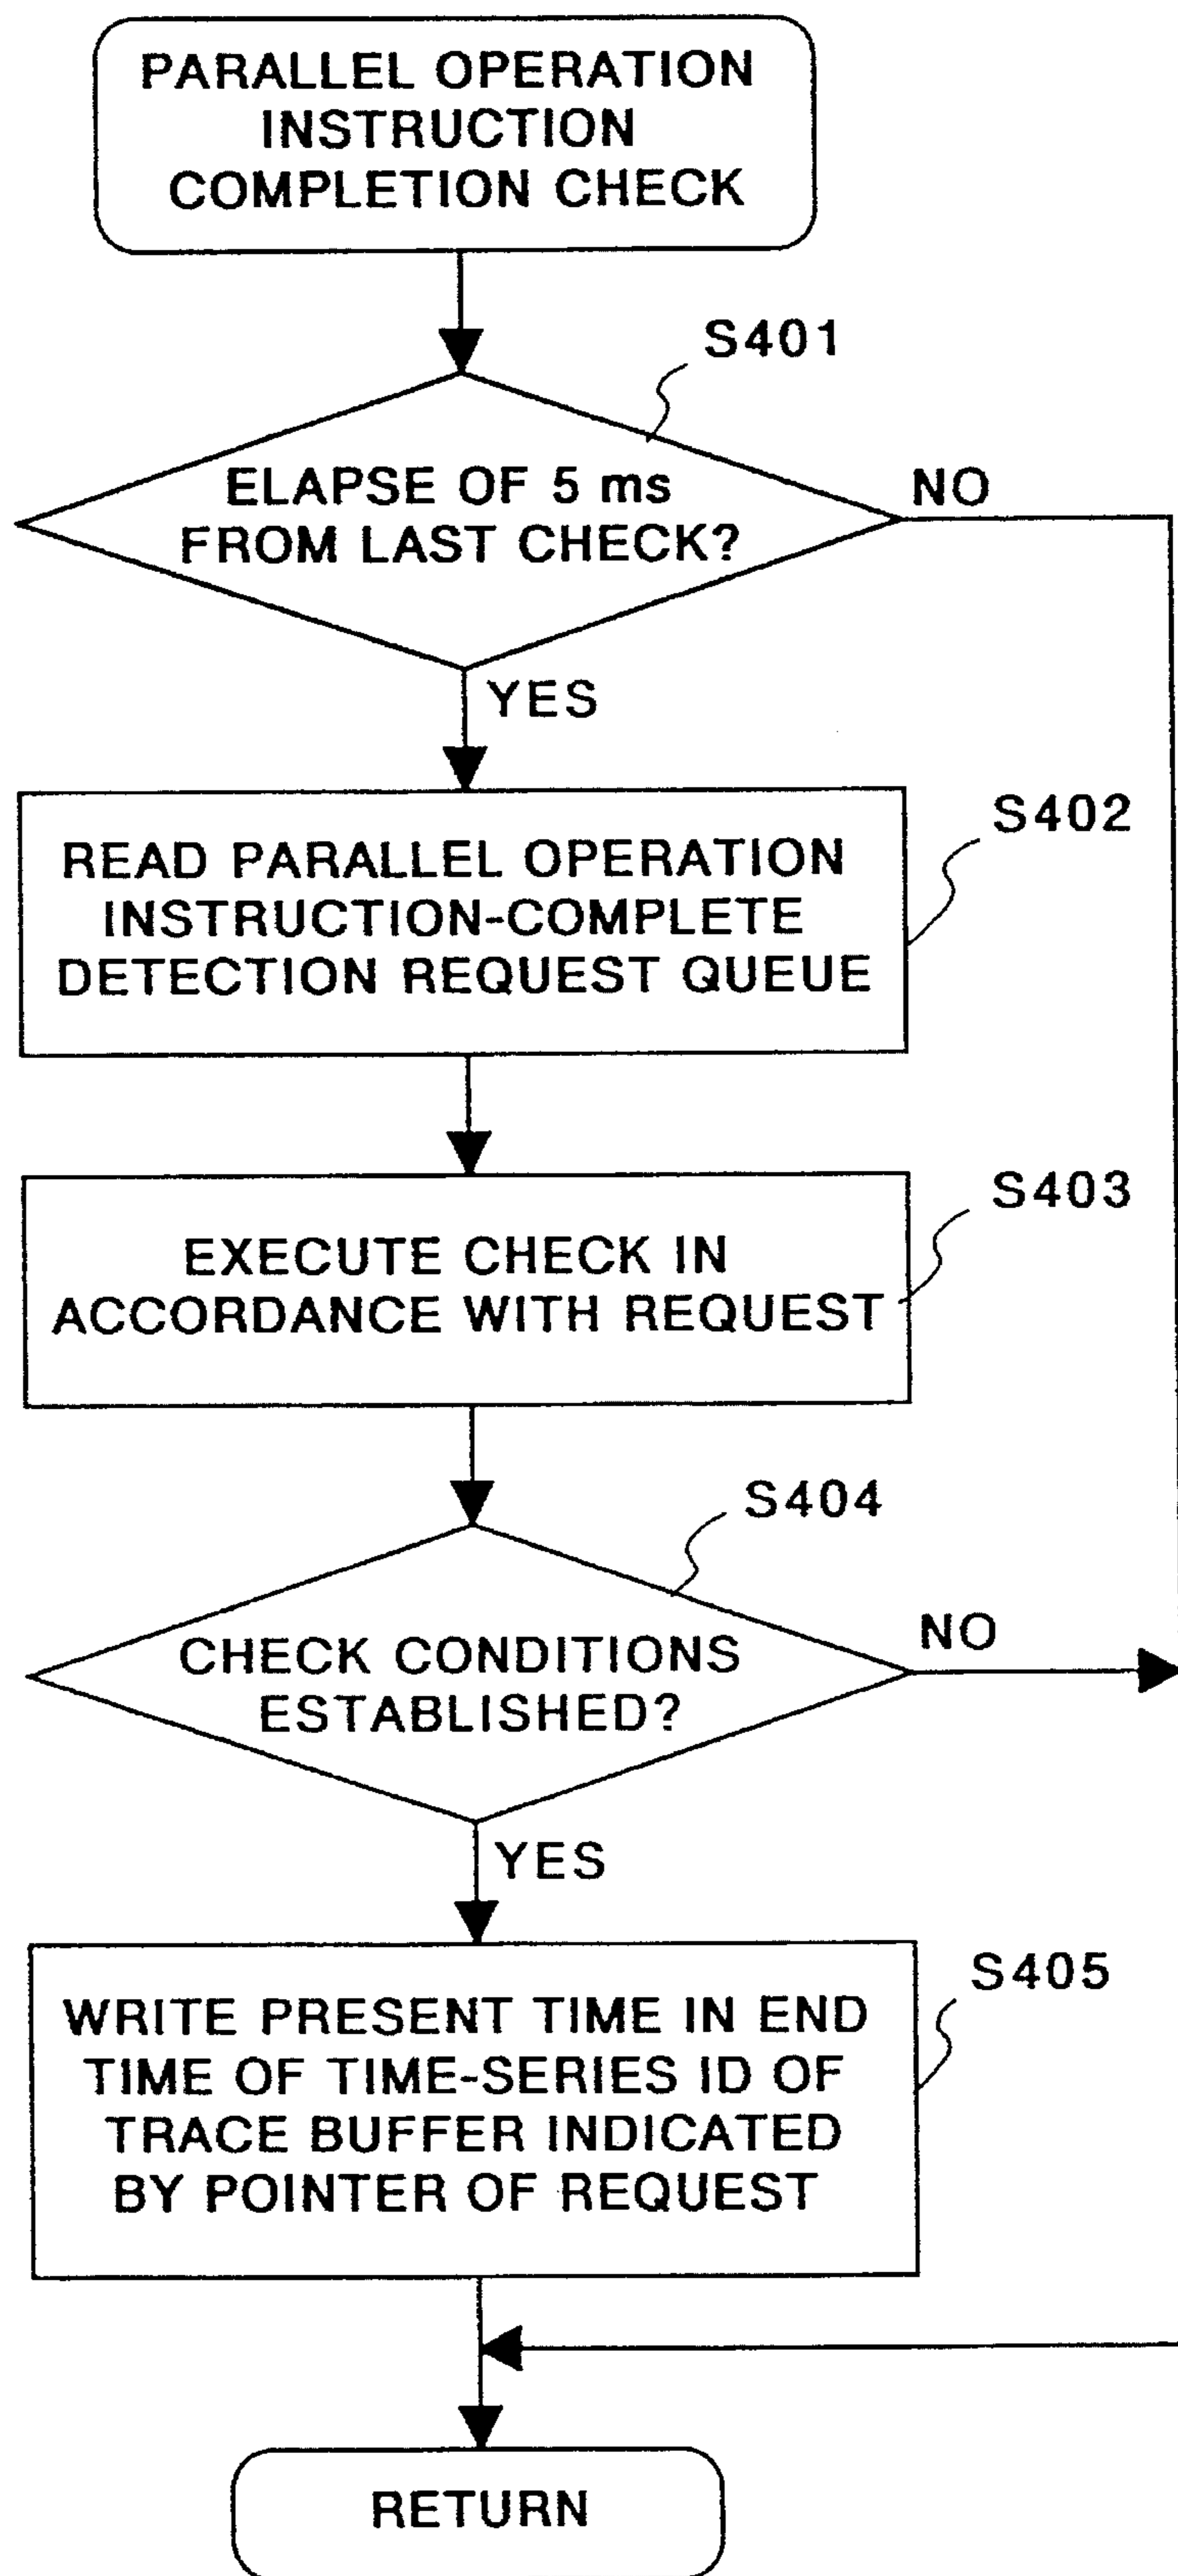 PARALLEL OPERATION
INSTRUCTION
COMPLETION CHECK
S401
ELAPSE OF 5 ms
FROM LAST CHECK?
NO
YES
S402
READ PARALLEL OPERATION
INSTRUCTION-COMPLETE
DETECTION REQUEST QUEUE
S403
EXECUTE CHECK IN
ACCORDANCE WITH REQUEST
S404
CHECK CONDITIONS
ESTABLISHED?
NO
YES
S405
WRITE PRESENT TIME IN END
TIME OF TIME-SERIES ID OF
TRACE BUFFER INDICATED
BY POINTER OF REQUEST
RETURN